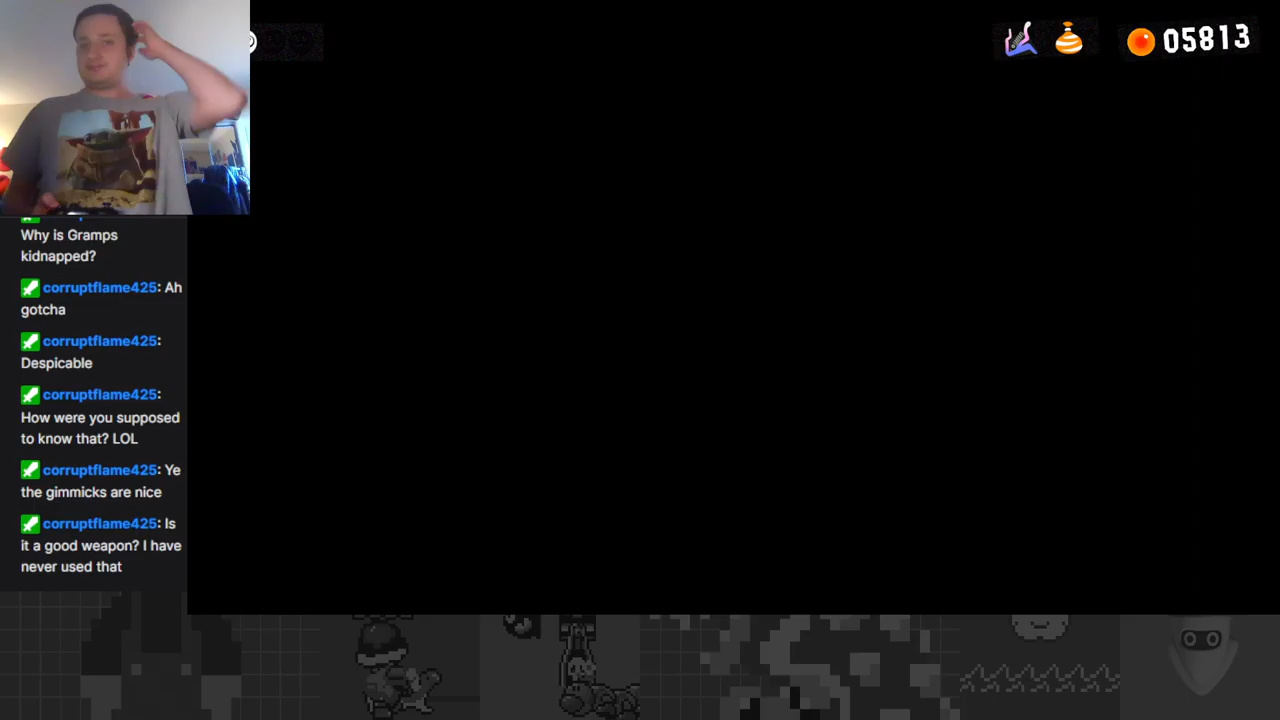 05813
Why is Gramps
kidnapped?
corruptflame425: Ah
gotcha
corruptflame425:
Despicable
corruptflame425:
How were you supposed
to know that? LOL
corruptflame425: Ye
the gimmicks are nice
corruptflame425: Is
it a good weapon? I have
never used that